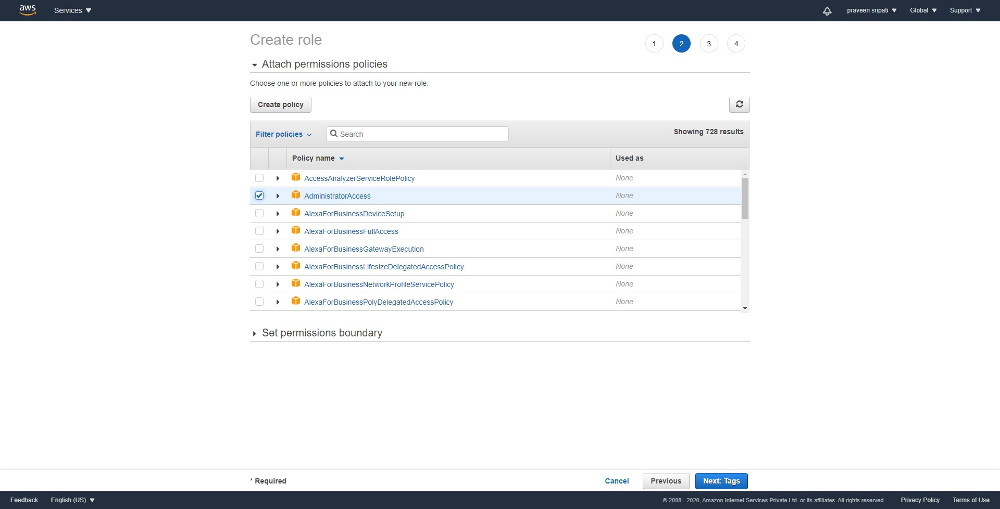 aws Services praveen sripati Global Support
Create role 1 2 3 4
Attach permissions policies
Choose one or more policies to attach to your new role.
Create policy
Filter policies Search Showing 728 results
Policy name Used as
AccessAnalyzerServiceRolePolicy None
AdministratorAccess None
AlexaForBusinessDeviceSetup None
AlexaForBusinessFullAccess None
AlexaForBusinessGatewayExecution None
AlexaForBusinessLifesizeDelegatedAccessPolicy None
AlexaForBusinessNetworkProfileServicePolicy None
AlexaForBusinessPolyDelegatedAccessPolicy None
Set permissions boundary
* Required Cancel Previous Next: Tags
Feedback English (US) © 2008 - 2020, Amazon Internet Services Private Ltd. or its affiliates. All rights reserved. Privacy Policy Terms of Use